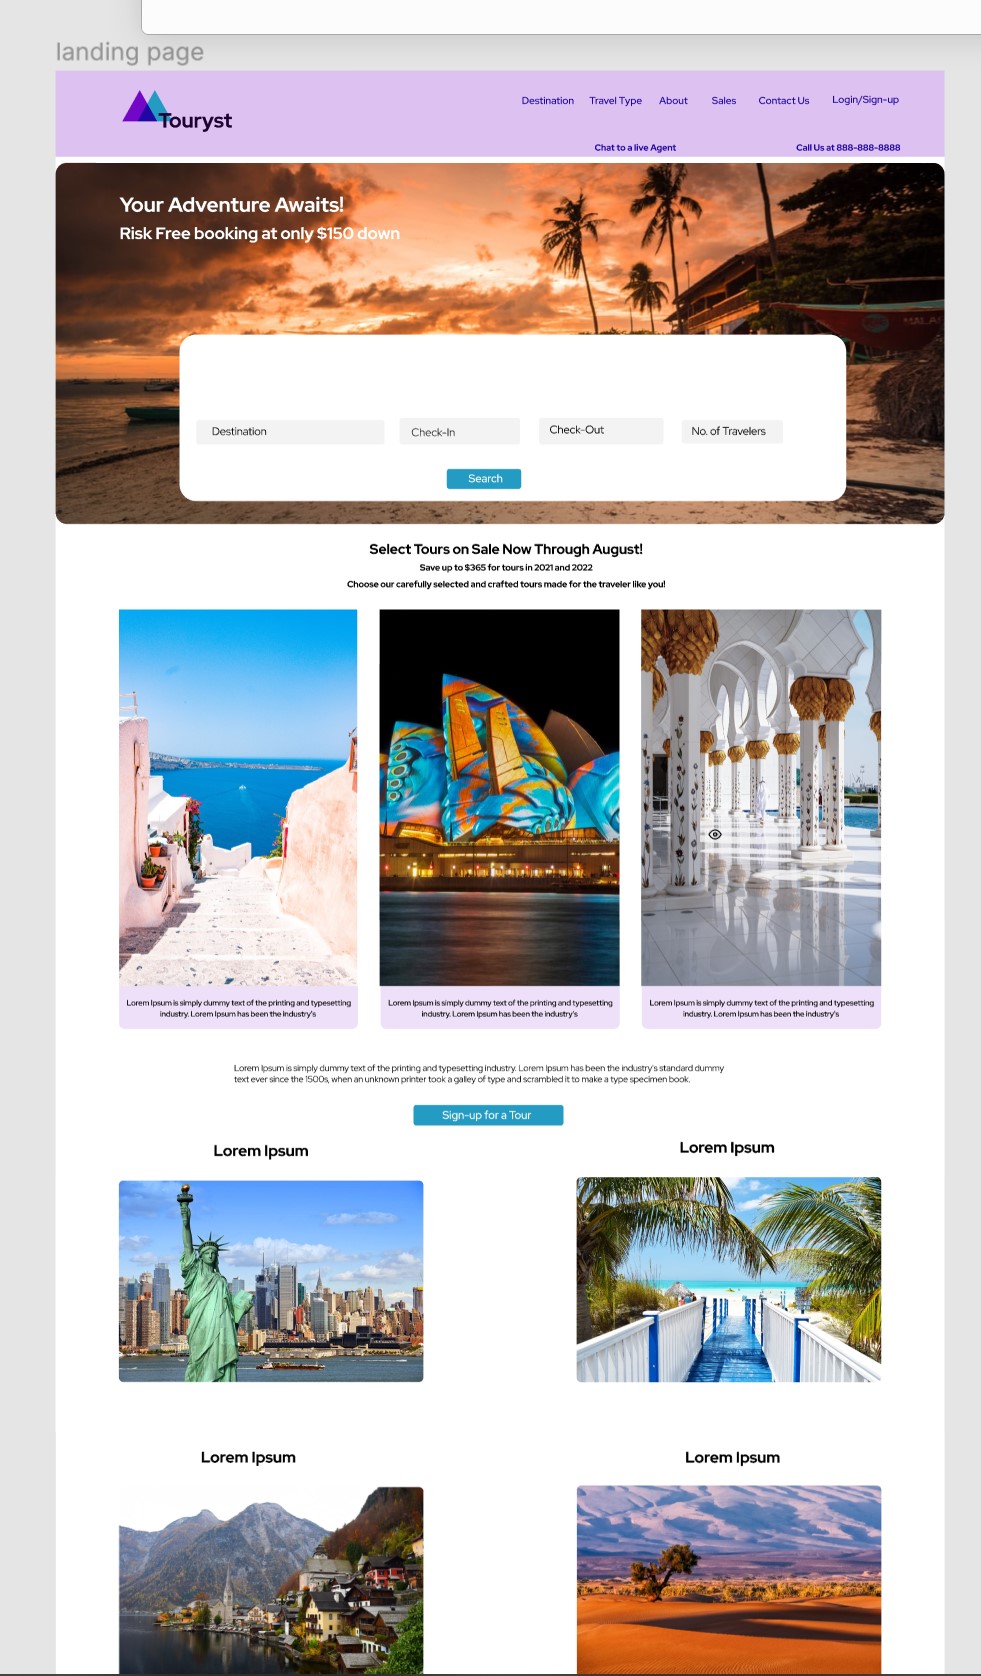 landing page
Touryst
Destination Travel Type About Sales Contact Us Login/Sign-up
Chat to a live Agent Call Us at 888-888-8888
Your Adventure Awaits!
Risk Free booking at only $150 down
Destination Check-In Check-Out No. of Travelers
Search
Select Tours on Sale Now Through August!
Save up to $365 for tours in 2021 and 2022
Choose our carefully selected and crafted tours made for the traveler like you!
Lorem Ipsum is simply dummy text of the printing and typesetting
industry. Lorem Ipsum has been the industry's
Lorem Ipsum is simply dummy text of the printing and typesetting
industry. Lorem Ipsum has been the industry's
Lorem Ipsum is simply dummy text of the printing and typesetting
industry. Lorem Ipsum has been the industry's
Lorem Ipsum is simply dummy text of the printing and typesetting industry. Lorem Ipsum has been the industry's standard dummy
text ever since the 1500s, when an unknown printer took a galley of type and scrambled it to make a type specimen book.
Sign-up for a Tour
Lorem Ipsum
Lorem Ipsum
Lorem Ipsum
Lorem Ipsum